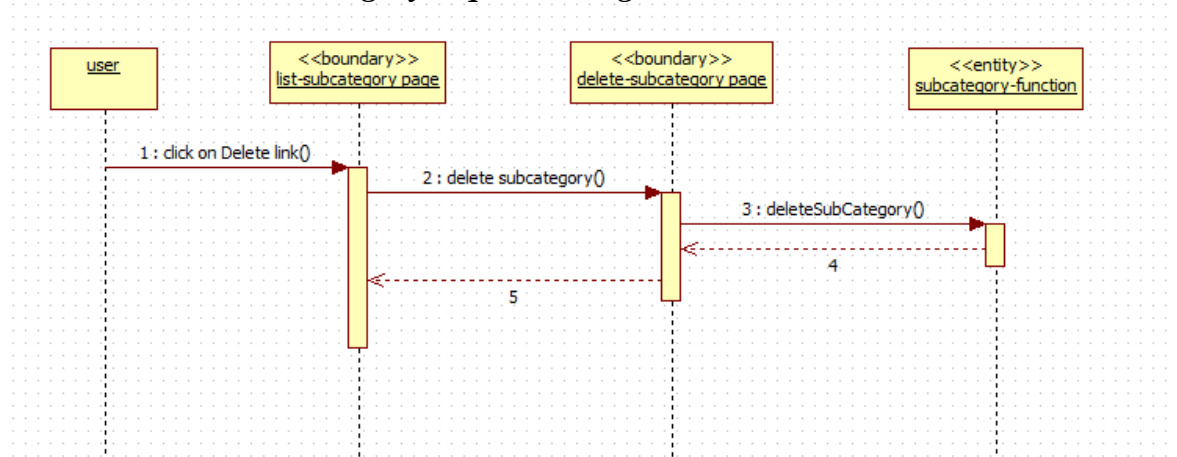 user
<<boundary>>
list-subcategory page
<<boundary>>
delete-subcategory page
<<entity>>
subcategory-function
1 : click on Delete link()
2 : delete subcategory()
3 : deleteSubCategory()
4
5